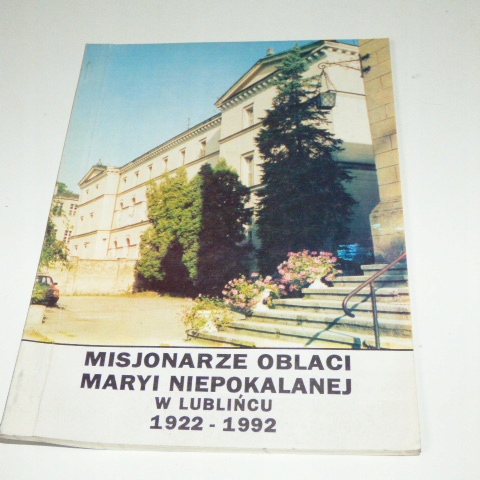 MISJONARZE OBLACI
MARYI NIEPOKALANEJ
W LUBLIŃCU
1922 - 1992